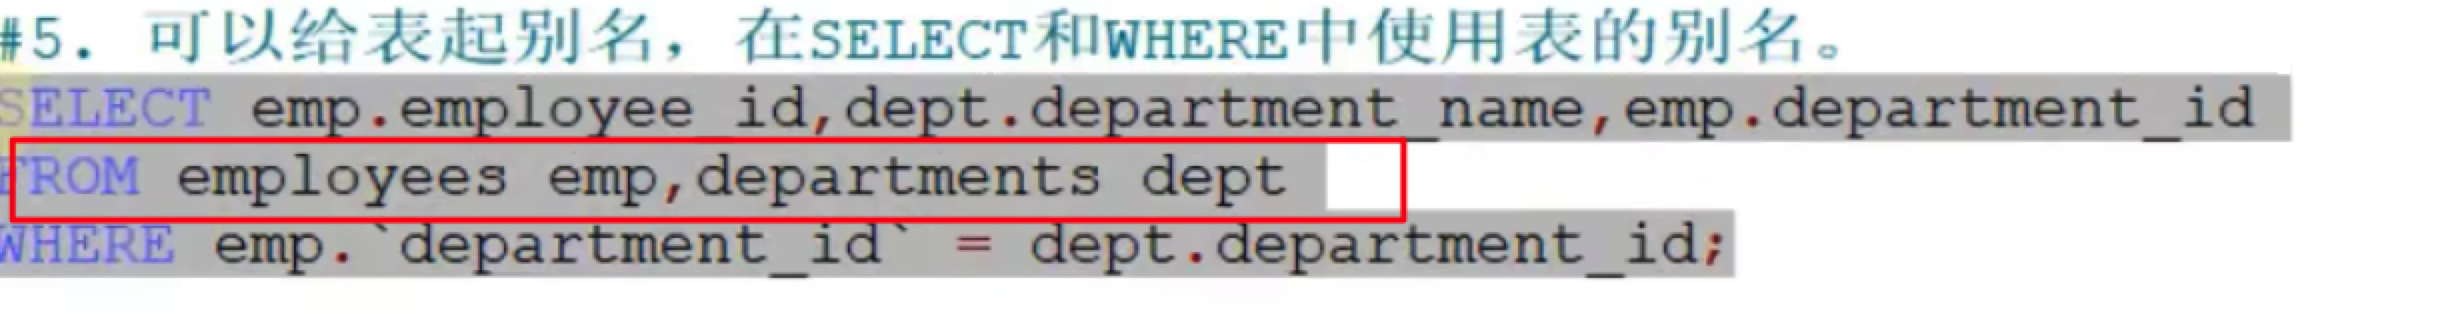 #5. 可以给表起别名，在SELECT和WHERE中使用表的别名。
SELECT emp.employee_id,dept.department_name,emp.department_id
FROM employees emp,departments dept
WHERE emp.`department_id` = dept.department_id;